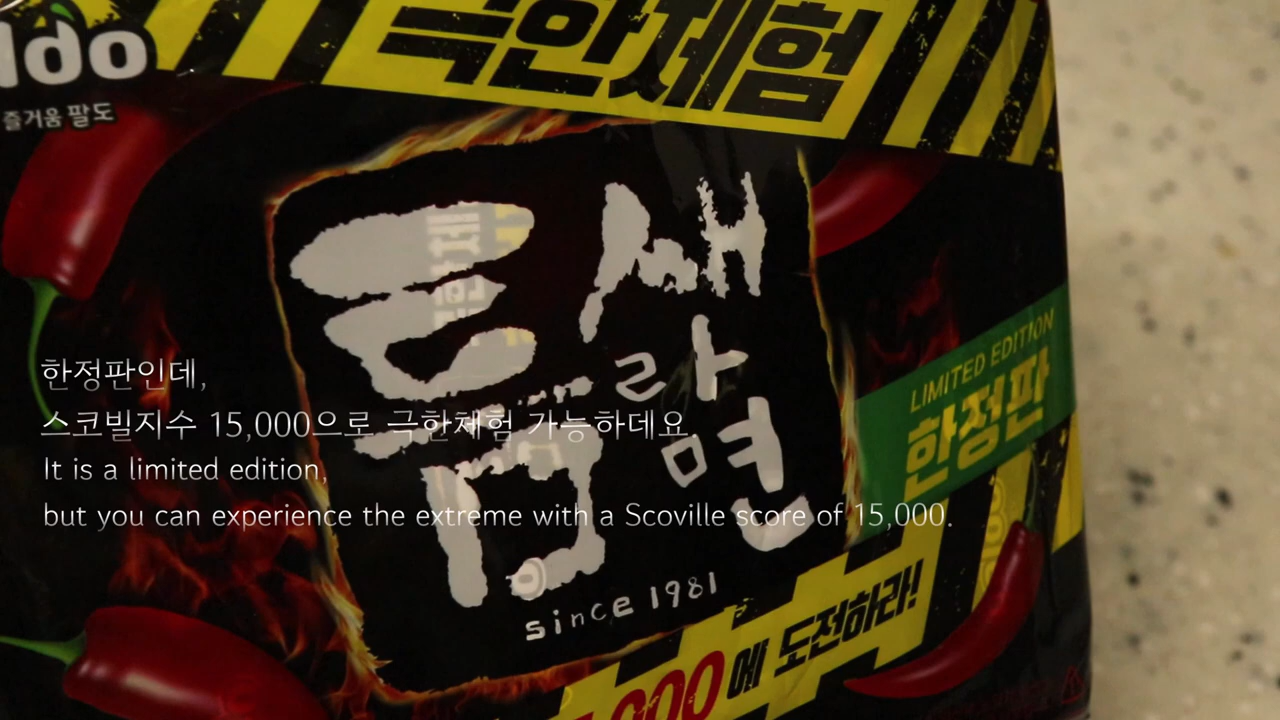 극한체험
ldo
즐거움 팔도
틈새
라면
LIMITED EDITION
한정판
한정판인데,
스코빌지수 15,000으로 극한체험 가능하데요.
It is a limited edition,
but you can experience the extreme with a Scoville score of 15,000.
since 1981
000에 도전하라!